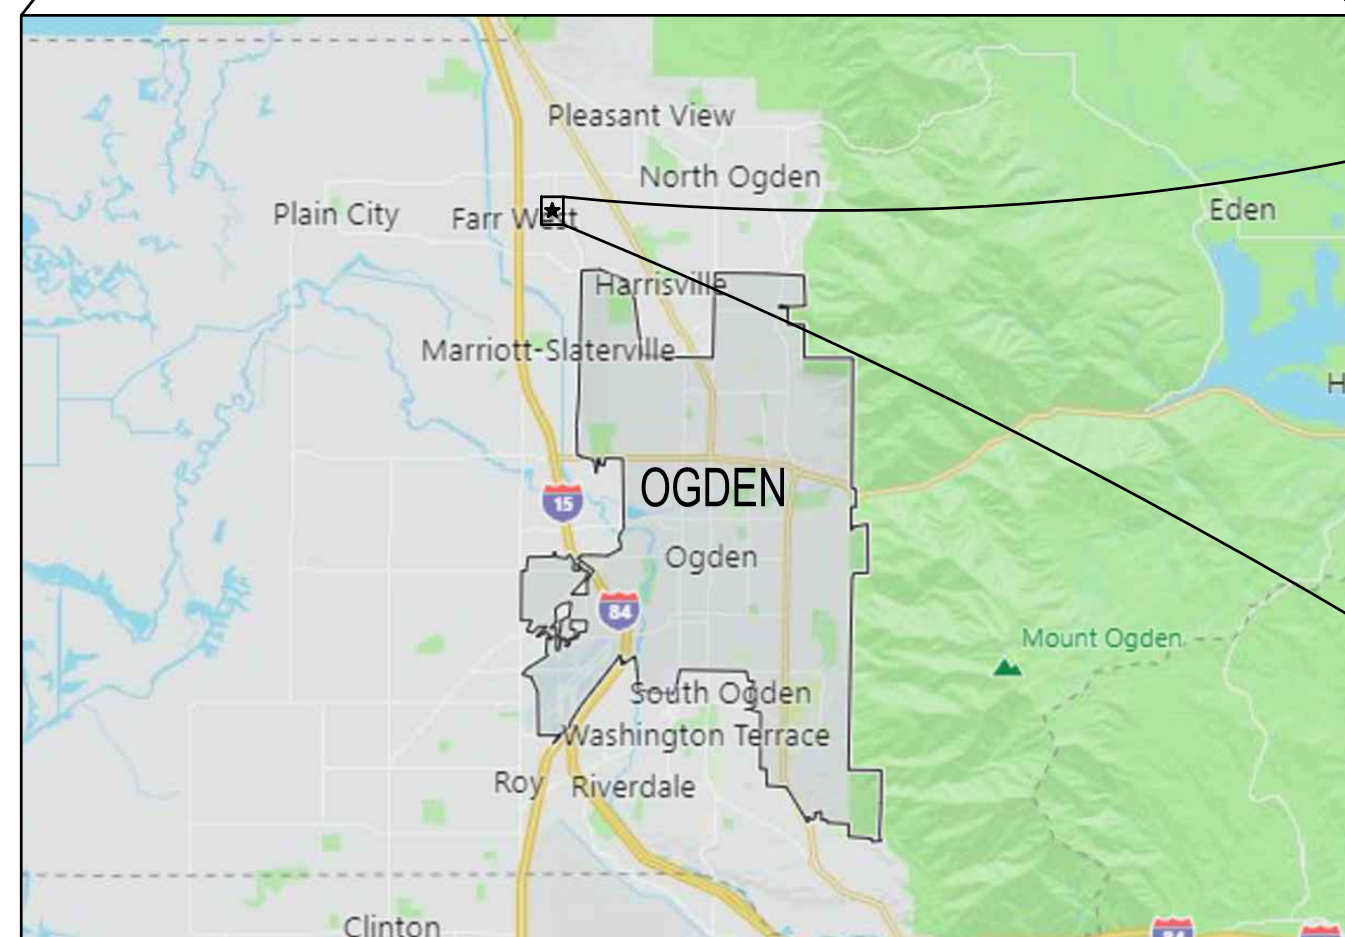 Pleasant View
North Ogden
Plain City
Farr West
Eden
Harrisville
Marriott-Slaterville
H
OGDEN
15
Ogden
84
Mount Ogden
South Ogden
Washington Terrace
Roy
Riverdale
Clinton
84